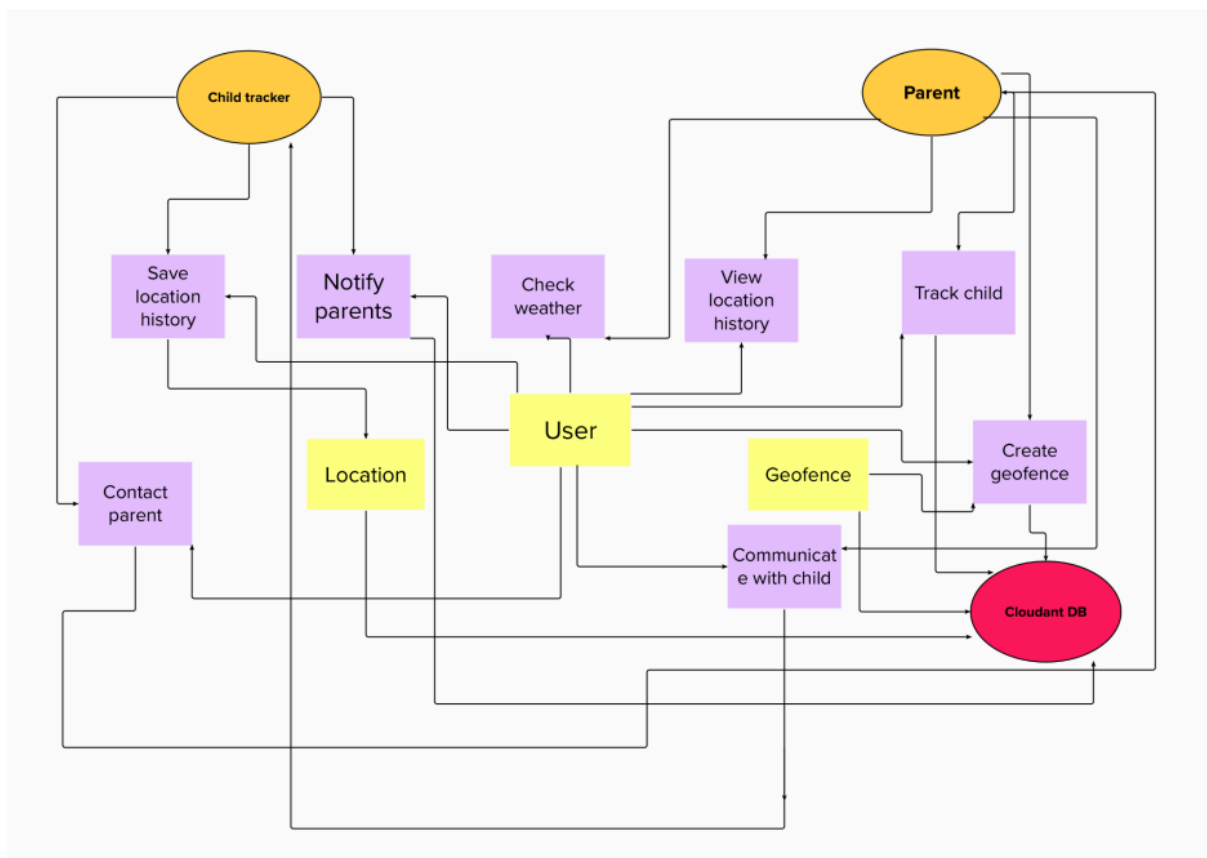 Child tracker
Parent
Save
location
history
Notify
parents
Check
weather
View
location
history
Track child
User
Location
Geofence
Create
geofence
Contact
parent
Communicat
e with child
Cloudant DB